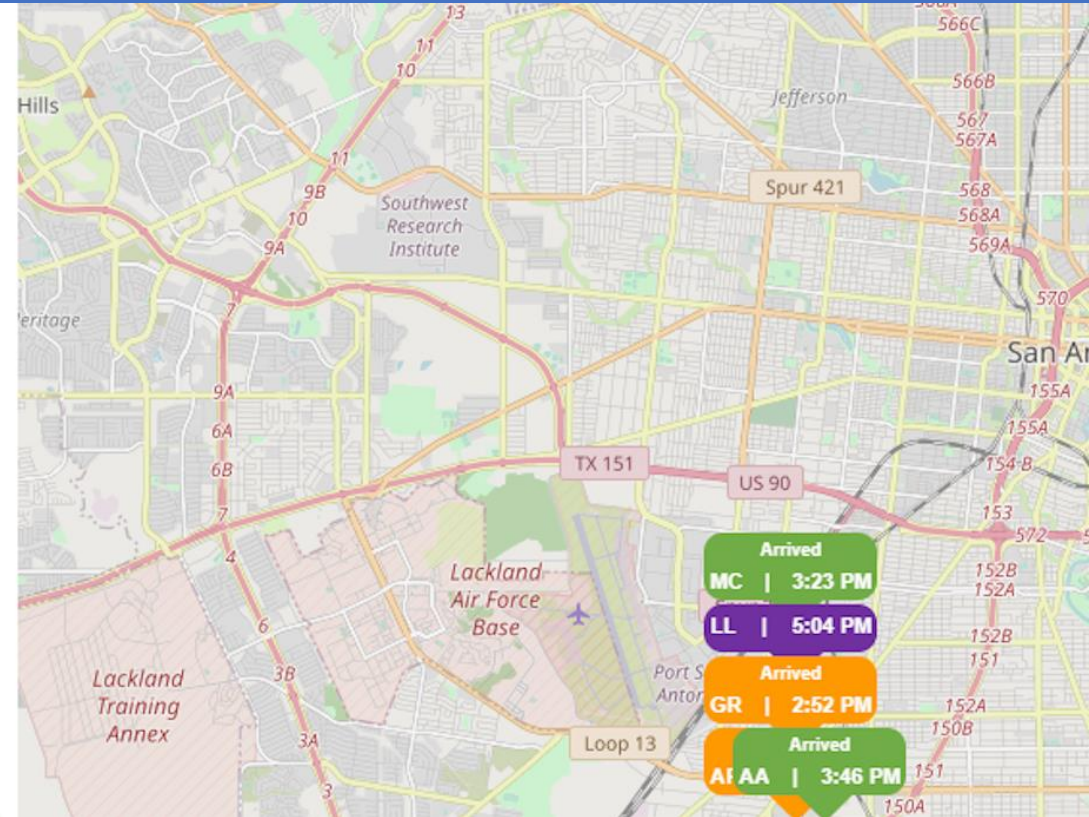 13
566C
11
10
566B
Hills
Jefferson
567
567A
11
9B
568
Spur 421
10
Southwest
Research
Institute
568A
9A
569A
7
570
eritage
San A
9A
155A
6A
155A
TX 151
154 B
6B
US 90
7
153
572
4
Arrived
MC | 3:23 PM
Lackland
Air Force
Base
152B
152A
LL | 5:04 PM
6
152B
151
3B
Arrived
GR | 2:52 PM
Port S
Anton
Lackland
Training
Annex
152A
150B
3A
Loop 13
Arrived
AA | 3:46 PM
151
3
150A